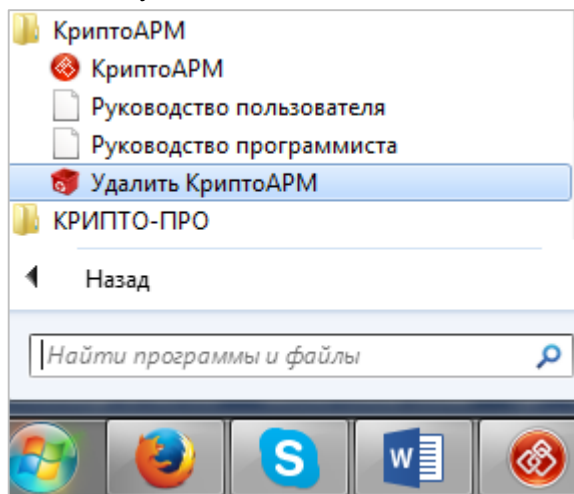 КриптоАРМ
КриптоАРМ
Руководство пользователя
Руководство программиста
Удалить КриптоАРМ
КРИПТО-ПРО
Назад
Найти программы и файлы
S
W